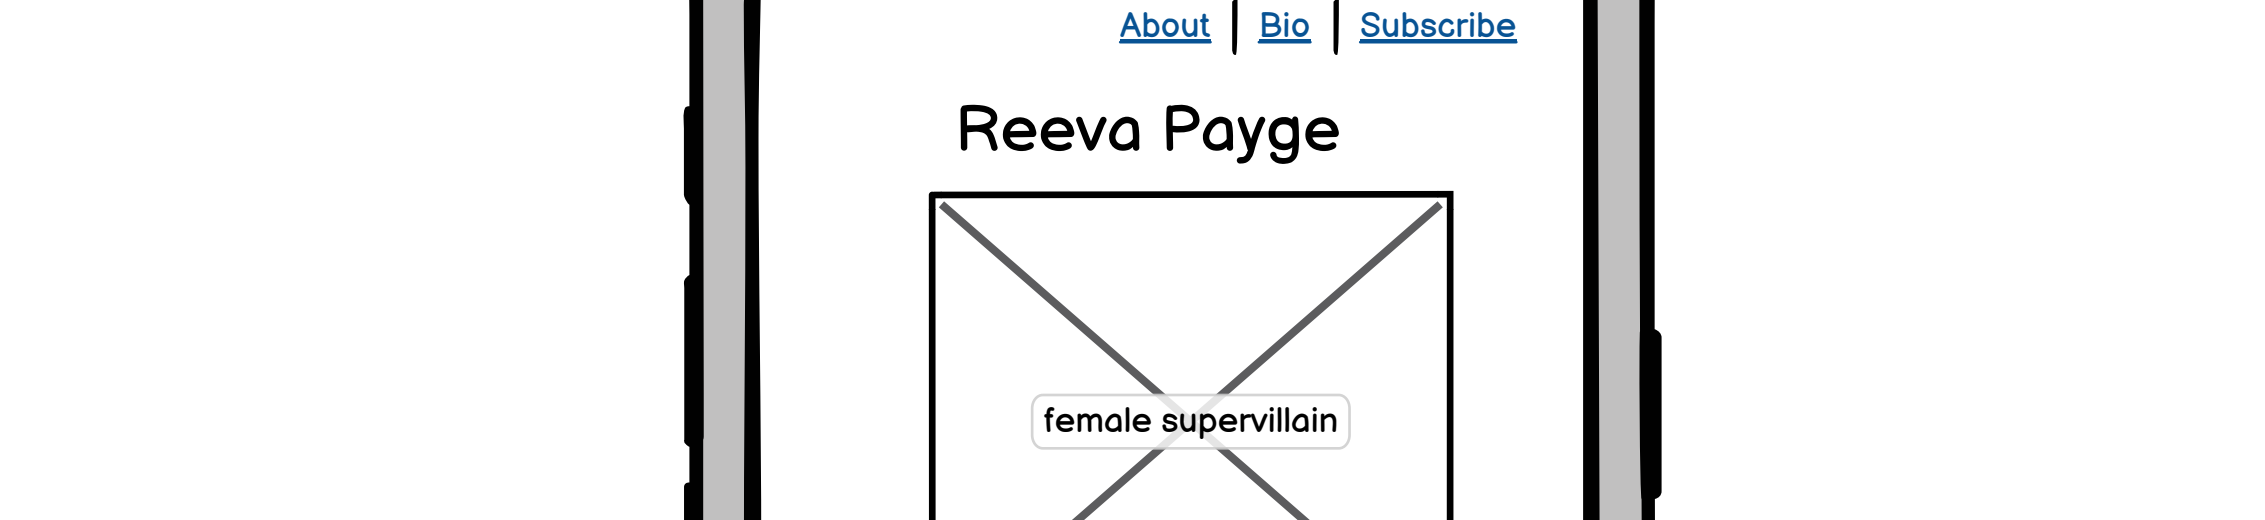 About | Bio | Subscribe
Reeva Payge
female supervillain